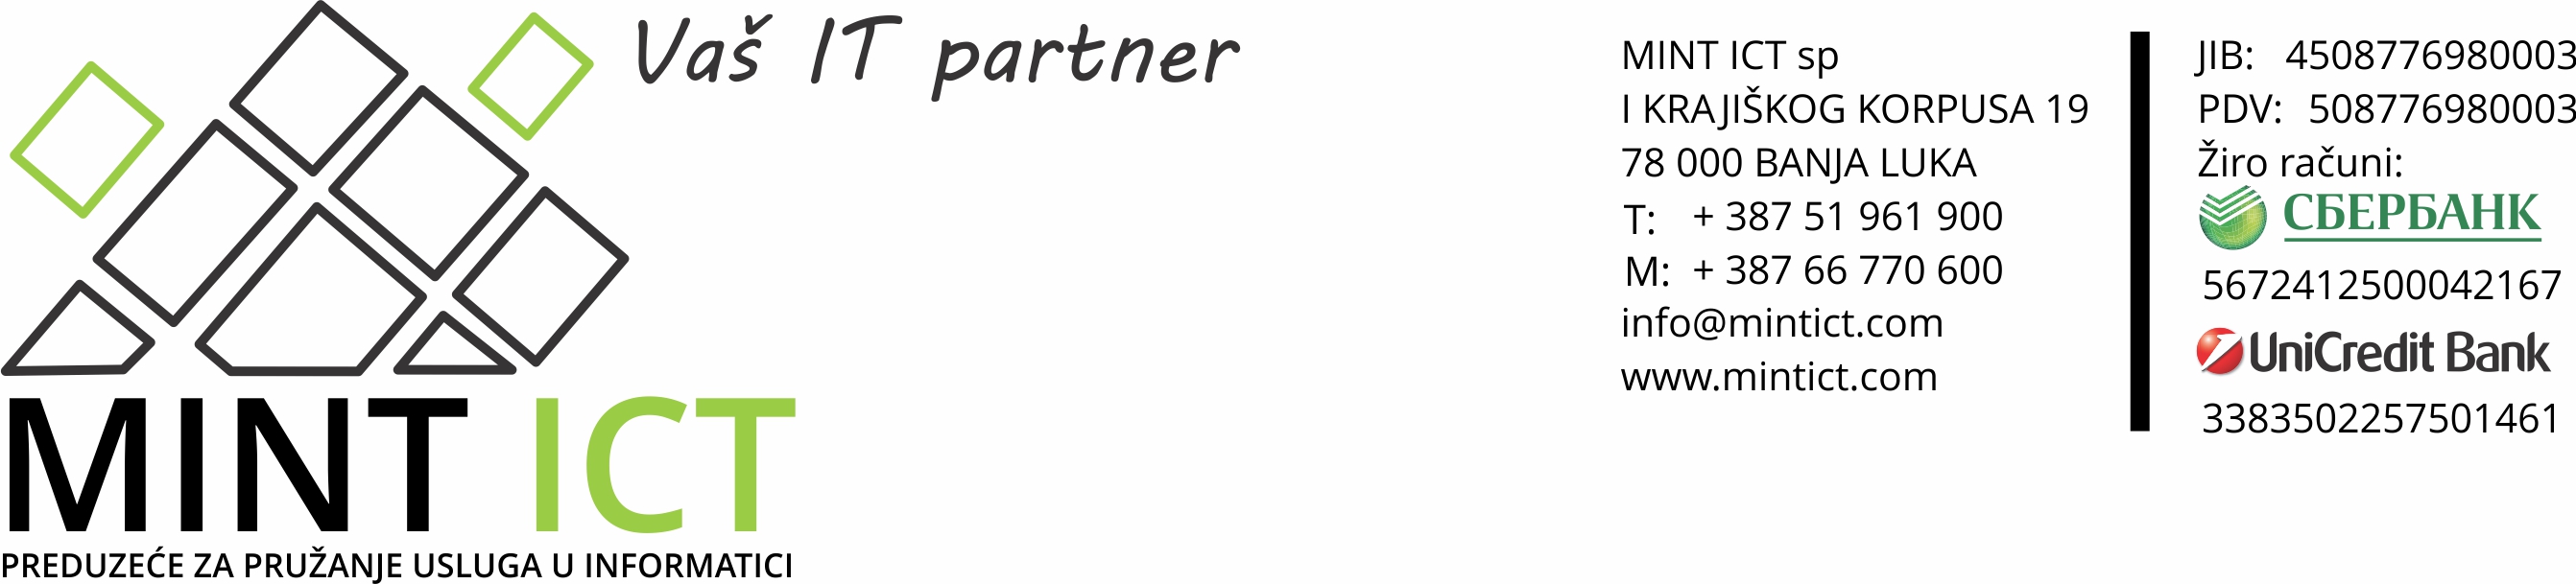 Vaš IT partner
MINT ICT
PREDUZEĆE ZA PRUŽANJE USLUGA U INFORMATICI
MINT ICT sp
I KRAJIŠKOG KORPUSA 19
78 000 BANJA LUKA
T: + 387 51 961 900
M: + 387 66 770 600
info@mintict.com
www.mintict.com
JIB: 4508776980003
PDV: 508776980003
Žiro računi:
СБЕРБАНК
5672412500042167
UniCredit Bank
3383502257501461